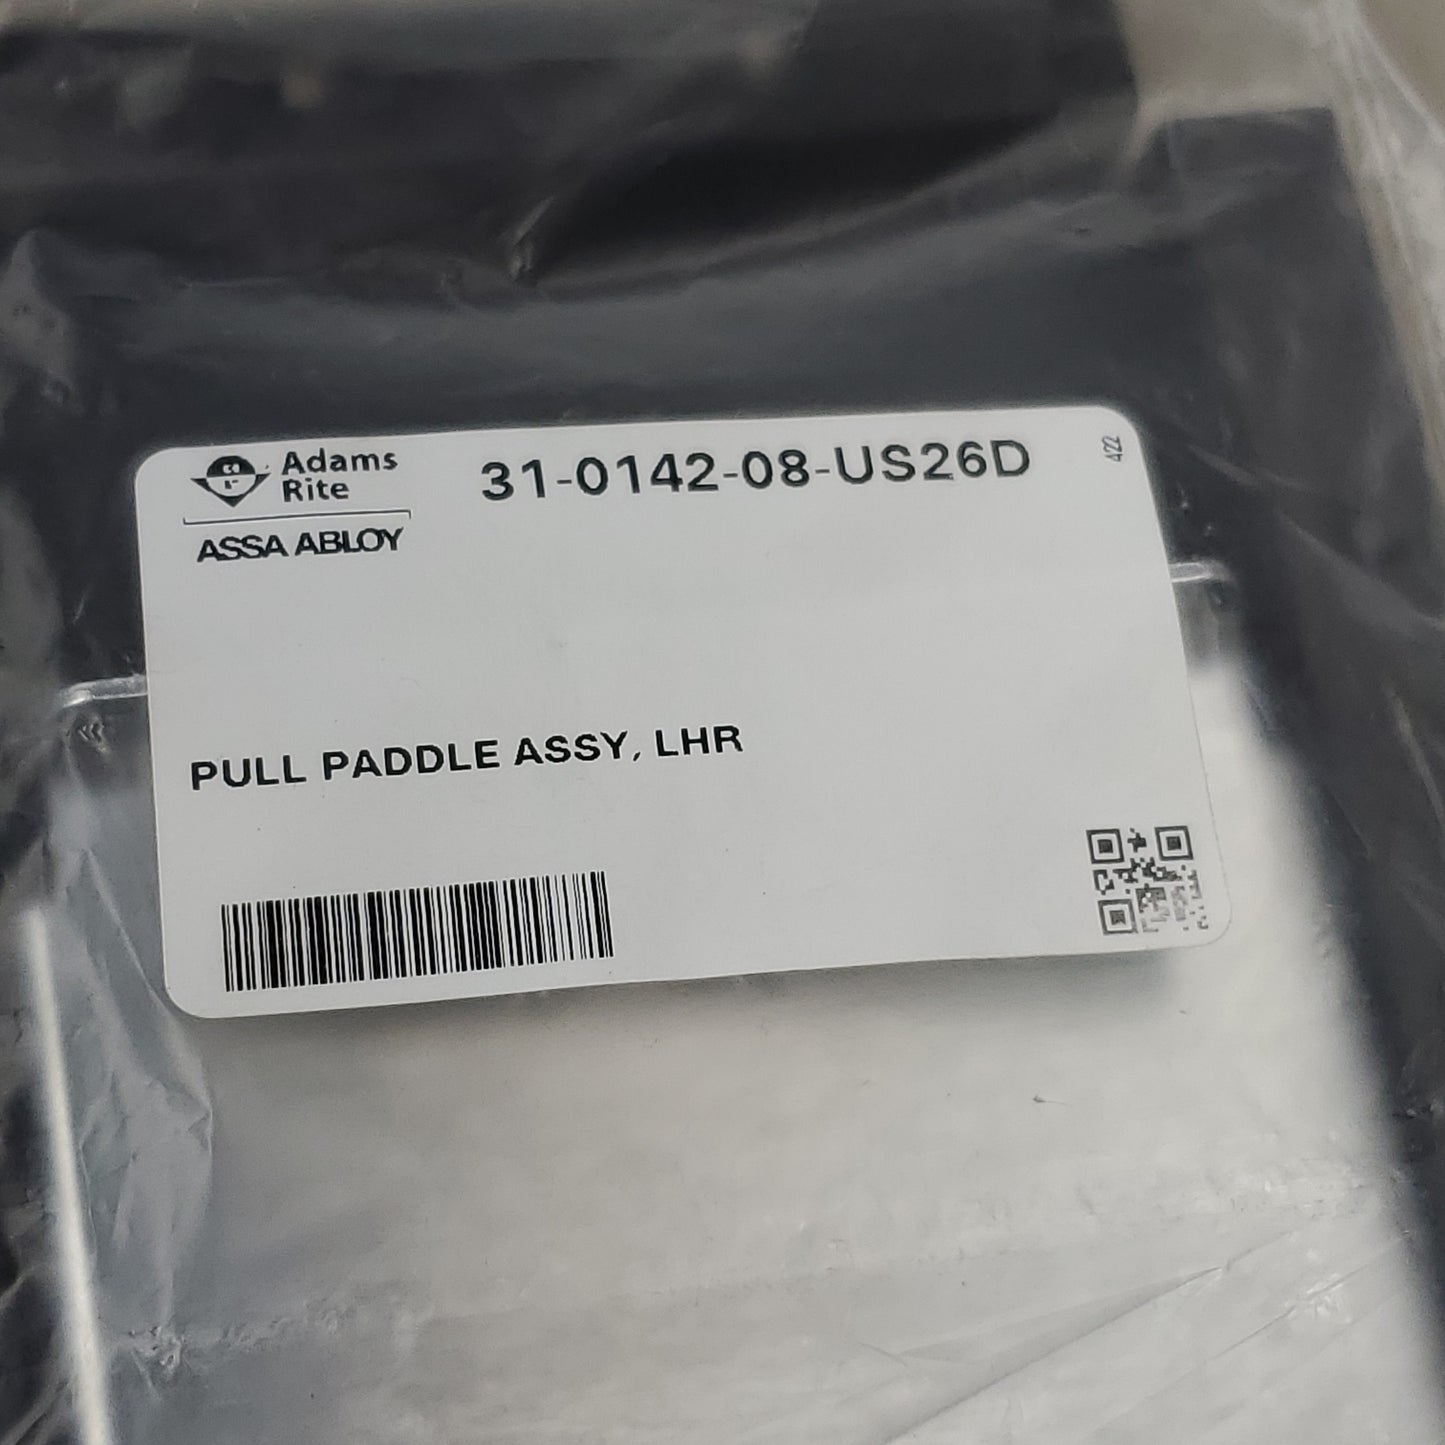 Adams
Rite
ASSA ABLOY
31-0142-08-US26D
422
PULL PADDLE ASSY, LHR